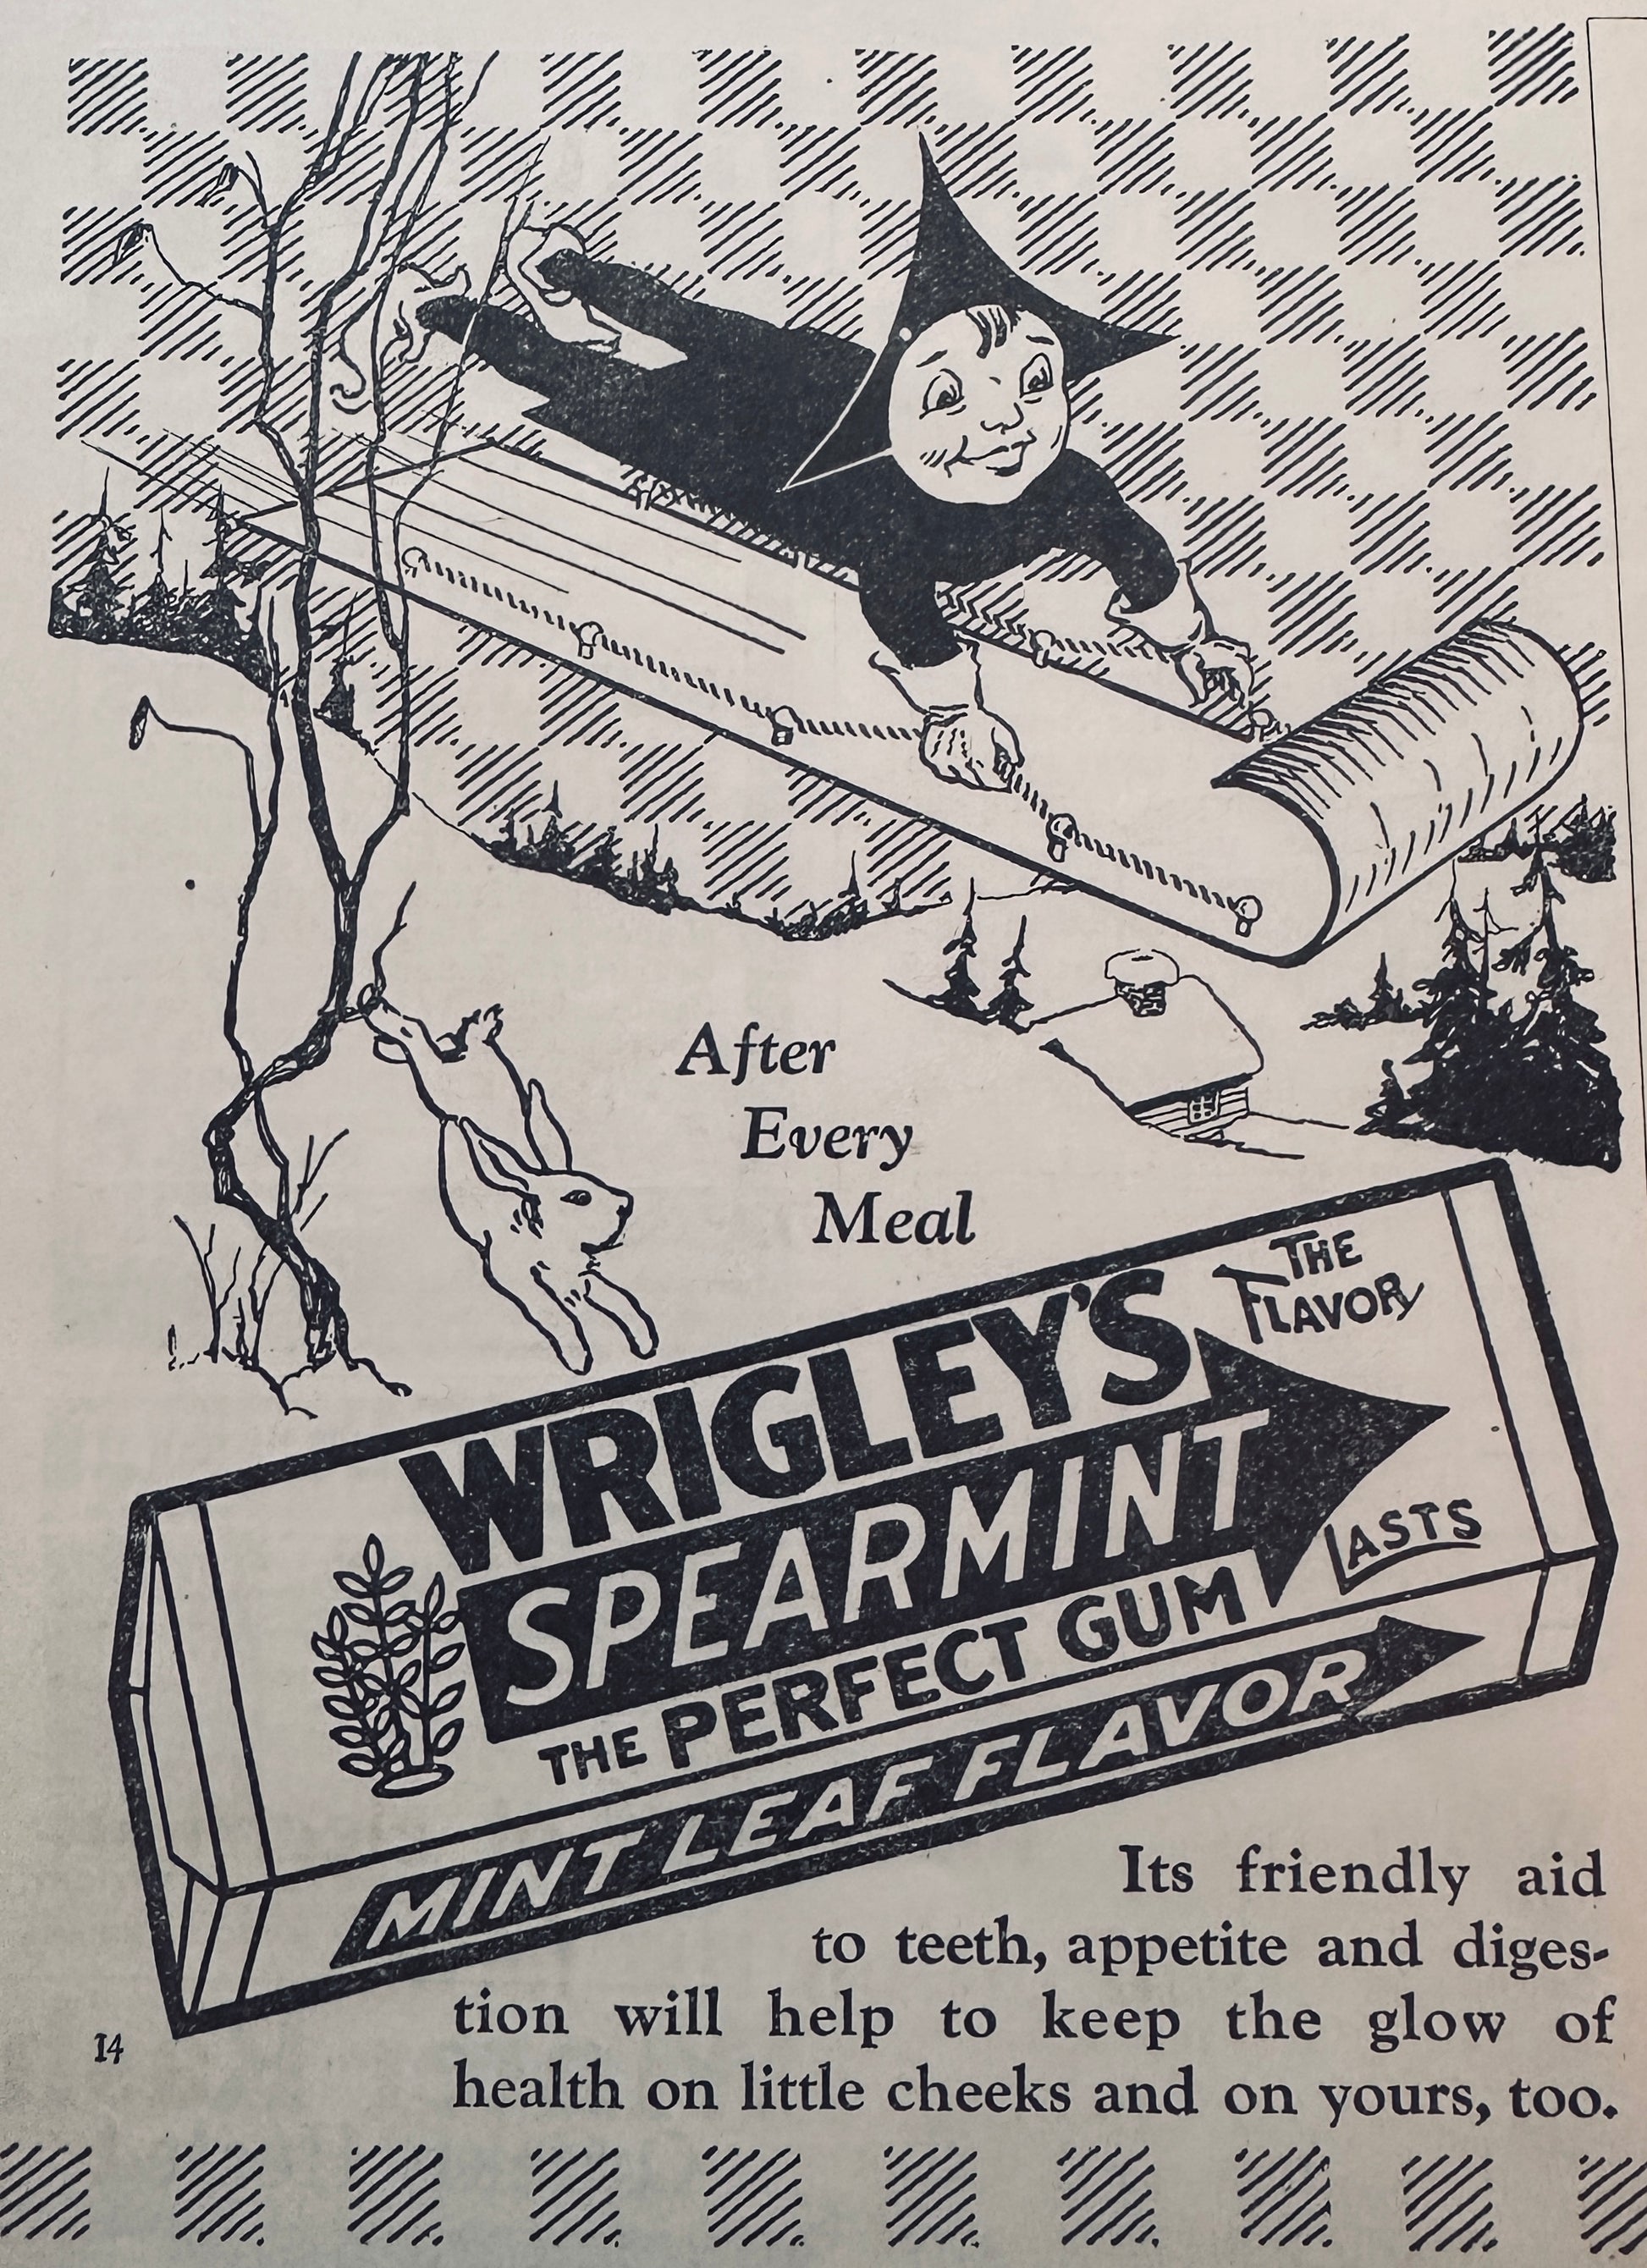 After
Every
Meal
WRIGLEY'S
THE
FLAVOR
SPEARMINT
LASTS
THE PERFECT GUM
MINT LEAF FLAVOR
Its friendly aid
to teeth, appetite and diges-
tion will help to keep the glow of
health on little cheeks and on yours, too.
14